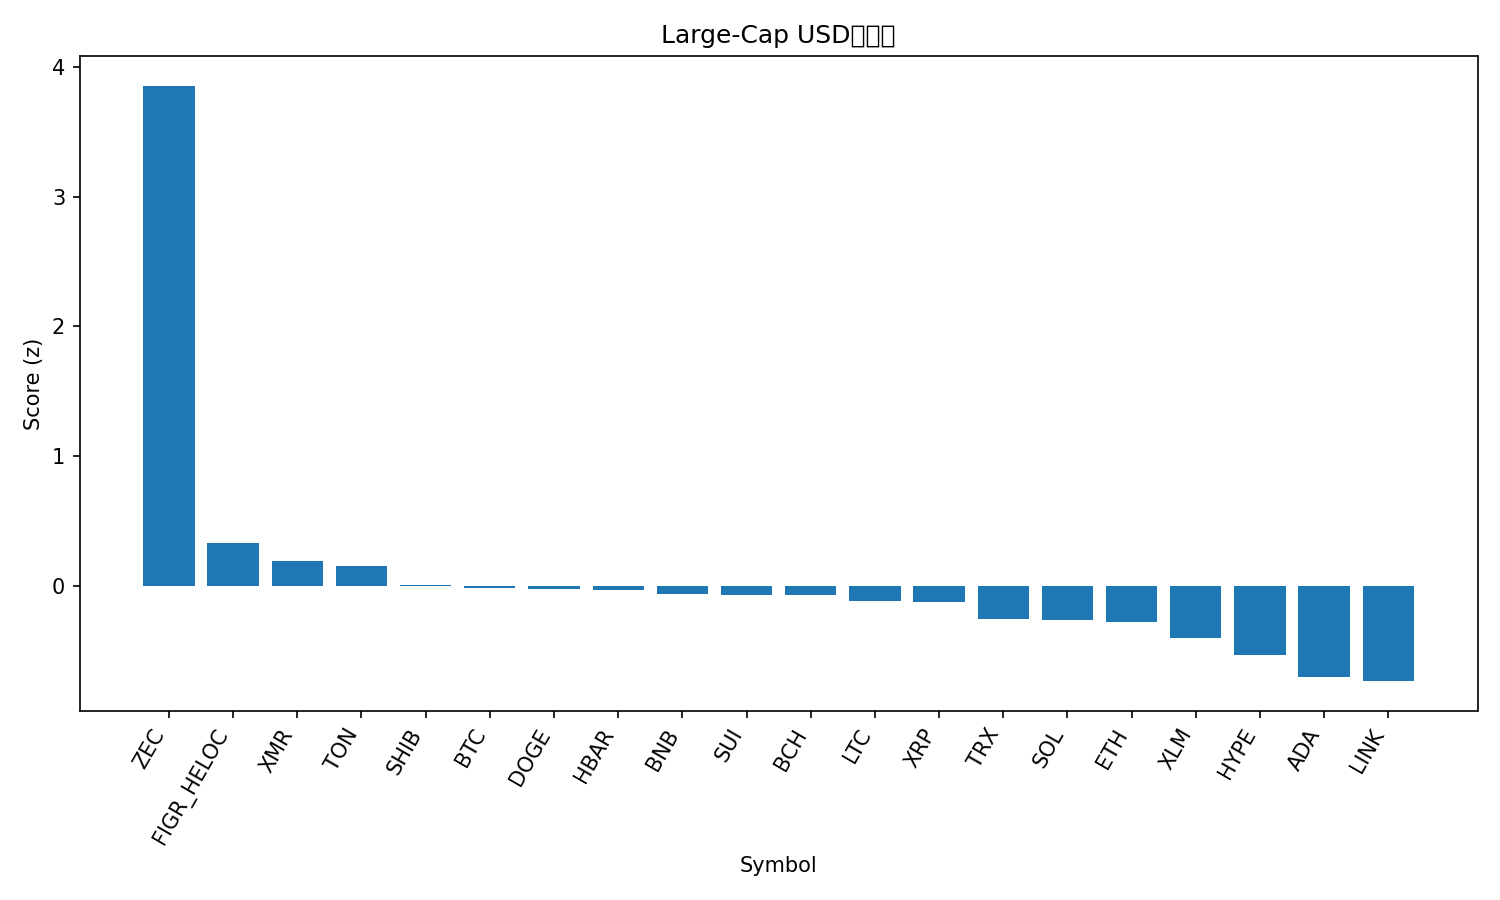 Large-Cap USD
4
3
2
1
0
Score (z)
ZEC
FIGR_HELOC
XMR
TON
SHIB
BTC
DOGE
HBAR
BNB
SUI
BCH
LTC
XRP
TRX
SOL
ETH
XLM
HYPE
ADA
LINK
Symbol